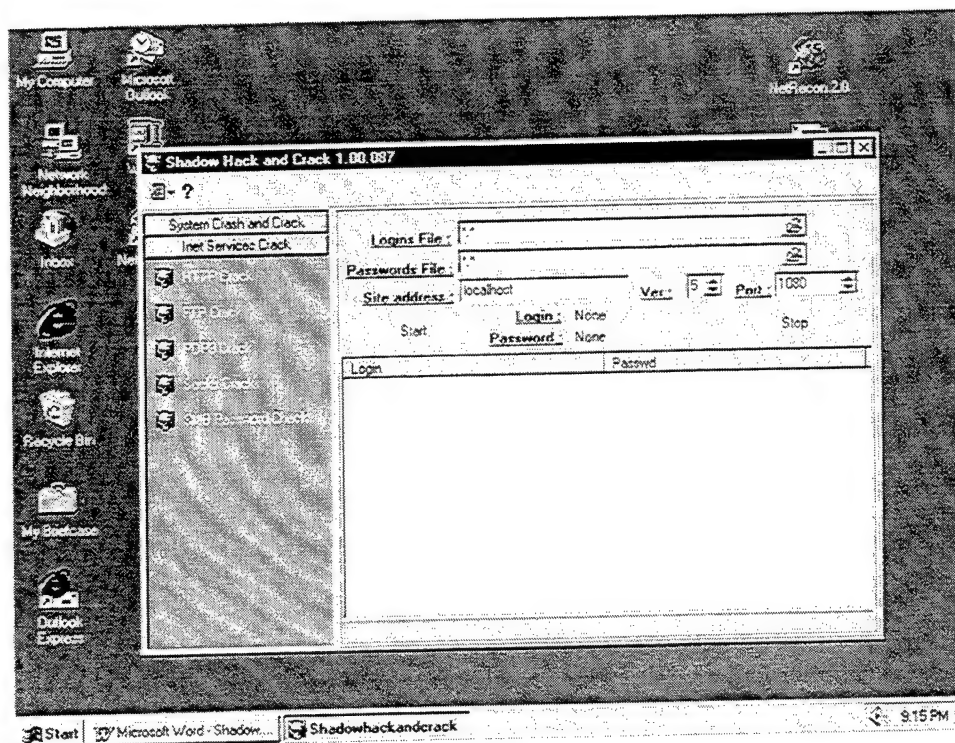 My Computer
Microsoft
Outlook
NetRecon 2.0
Network
Neighborhood
Shadow Hack and Crack 1.00.087
?
System Crash and Crack
Inet Services Crack
HTTP Crack
FTP Crack
POP3 Crack
Socks Crack
Password Check
Logins File :
*.*
Passwords File :
*.*
Site address :
localhost
Ver :
5
Port :
1080
Login :
None
Start
Password :
None
Stop
Login
Passwd
Inbox
Internet
Explorer
Recycle Bin
My Briefcase
Outlook
Express
Start
Microsoft Word - Shadow...
Shadowhackandcrack
9:15 PM